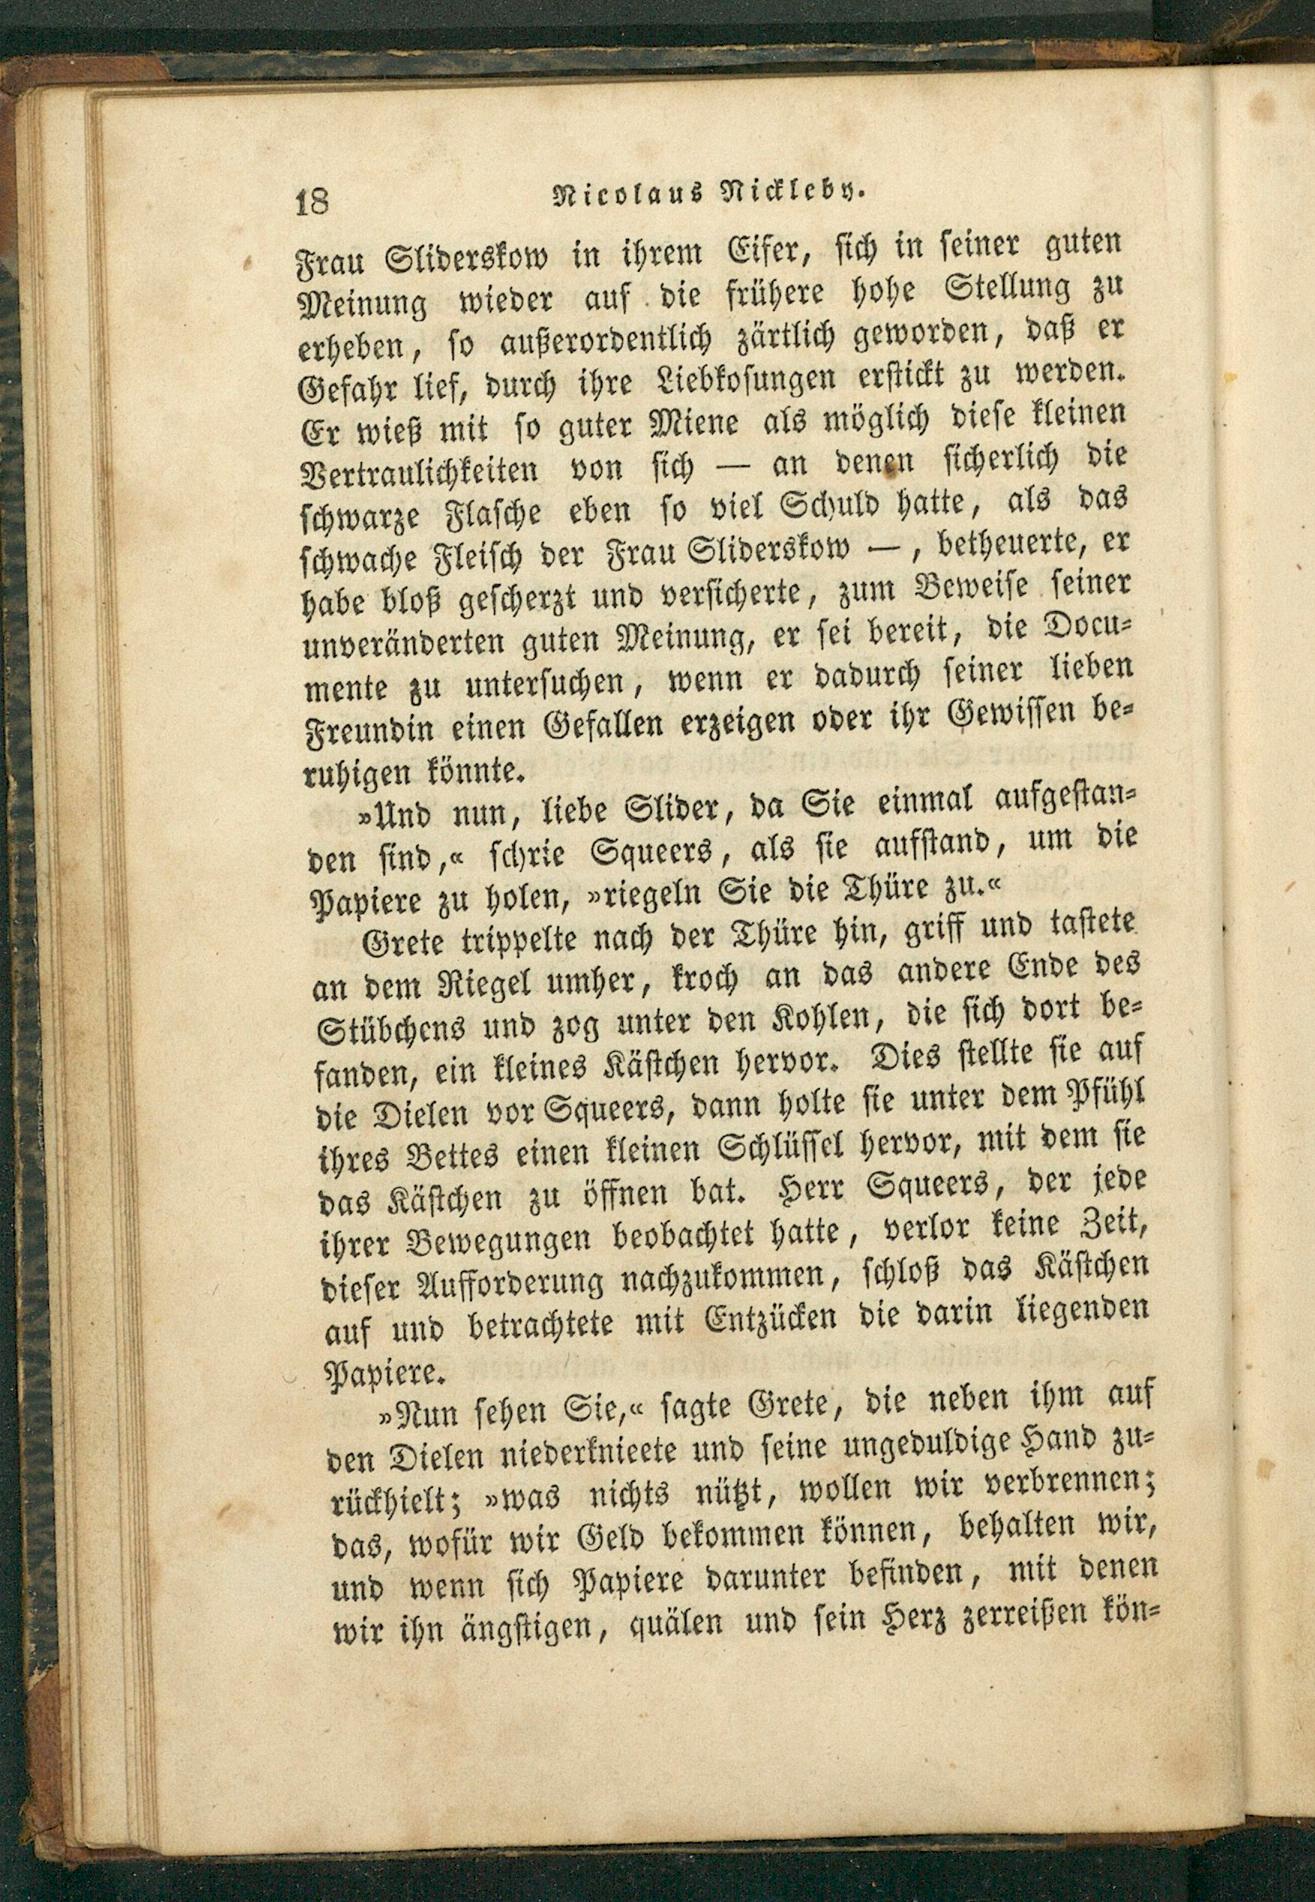 18 Nicolaus Nickleby.
Frau Sliderskow in ihrem Eifer, sich in seiner guten
Meinung wieder auf die frühere hohe Stellung zu
erheben, so außerordentlich zärtlich geworden, daß er
Gefahr lief, durch ihre Liebkosungen erstickt zu werden.
Er wieß mit so guter Miene als möglich diese kleinen
Vertraulichkeiten von sich — an denen sicherlich die
schwarze Flasche eben so viel Schuld hatte, als das
schwache Fleisch der Frau Sliderskow —, betheuerte, er
habe bloß gescherzt und versicherte, zum Beweise seiner
unveränderten guten Meinung, er sei bereit, die Docu-
mente zu untersuchen, wenn er dadurch seiner lieben
Freundin einen Gefallen erzeigen oder ihr Gewissen be-
ruhigen könnte.
»Und nun, liebe Slider, da Sie einmal aufgestan-
den sind,« schrie Squeers, als sie aufstand, um die
Papiere zu holen, »riegeln Sie die Thüre zu.«
Grete trippelte nach der Thüre hin, griff und tastete
an dem Riegel umher, kroch an das andere Ende des
Stübchens und zog unter den Kohlen, die sich dort be-
fanden, ein kleines Kästchen hervor. Dies stellte sie auf
die Dielen vor Squeers, dann holte sie unter dem Pfühl
ihres Bettes einen kleinen Schlüssel hervor, mit dem sie
das Kästchen zu öffnen bat. Herr Squeers, der jede
ihrer Bewegungen beobachtet hatte, verlor keine Zeit,
dieser Aufforderung nachzukommen, schloß das Kästchen
auf und betrachtete mit Entzücken die darin liegenden
Papiere.
»Nun sehen Sie,« sagte Grete, die neben ihm auf
den Dielen niederknieete und seine ungeduldige Hand zu-
rückhielt; »was nichts nützt, wollen wir verbrennen;
das, wofür wir Geld bekommen können, behalten wir,
und wenn sich Papiere darunter befinden, mit denen
wir ihn ängstigen, quälen und sein Herz zerreißen kön-